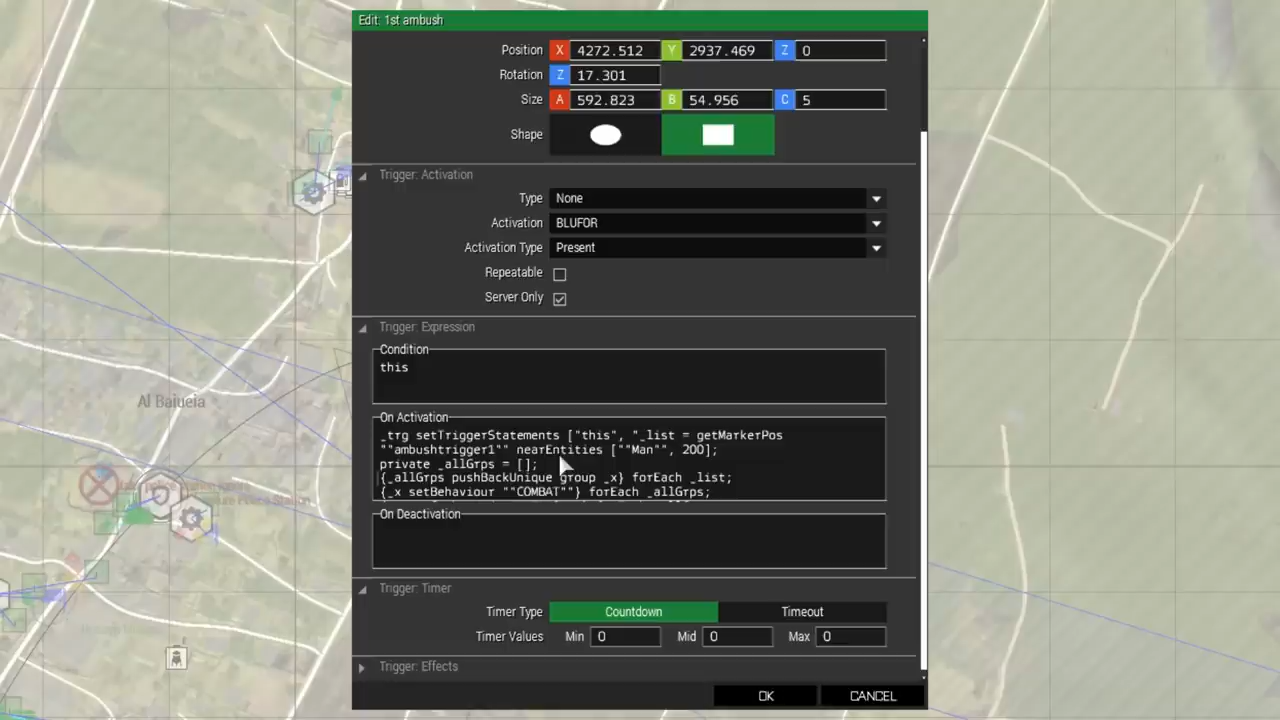 Edit: 1st ambush
Position X 4272.512 Y 2937.469 Z 0
Rotation Z 17.301
Size A 592.823 B 54.956 C 5
Shape
Trigger: Activation
Type None
Activation BLUFOR
Activation Type Present
Repeatable
Server Only
Trigger: Expression
Condition
this
On Activation
_trg setTriggerStatements ["this", "_list = getMarkerPos
""ambushtrigger1"" nearEntities [""Man"", 200];
private _allGrps = [];
{_allGrps pushBackUnique group _x} forEach _list;
{_x setBehaviour ""COMBAT""} forEach _allGrps;
On Deactivation
Trigger: Timer
Timer Type Countdown Timeout
Timer Values Min 0 Mid 0 Max 0
Trigger: Effects
OK CANCEL
Al Baiueia
Police Station